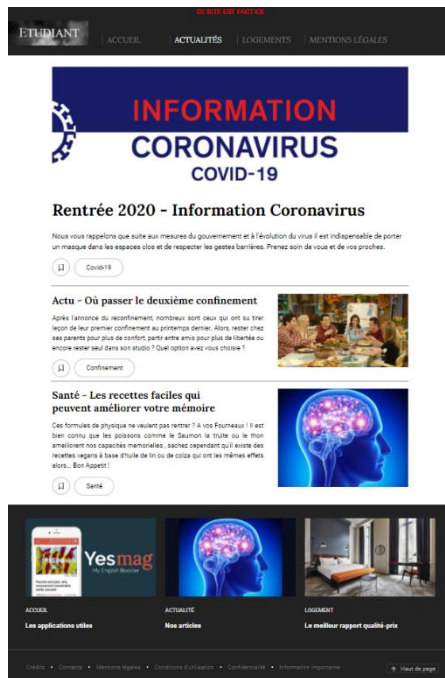 CE SITE EST FACTICE
ETUDIANT
ACCUEIL
ACTUALITÉS
LOGEMENTS
MENTIONS LÉGALES
INFORMATION
CORONAVIRUS
COVID-19
Rentrée 2020 - Information Coronavirus
Nous vous rappelons que suite aux mesures du gouvernement et à l'évolution du virus il est indispensable de porter
un masque dans les espaces clos et de respecter les gestes barrières. Prenez soin de vous et de vos proches.
Covid-19
Actu - Où passer le deuxième confinement
Après l'annonce du reconfinement, nombreux sont ceux qui ont su tirer
leçon de leur premier confinement au printemps dernier. Alors, rester chez
ses parents pour plus de confort, partir entre amis pour plus de libertée ou
encore rester seul dans son studio ? Quel option avez vous choisie ?
Confinement
Santé - Les recettes faciles qui
peuvent améliorer votre mémoire
Ces formules de physique ne veulent pas rentrer ? A vos Fourneaux ! Il est
bien connu que les poissons comme le Saumon la truite ou le thon
améliorent nos capacités memorielles , sachez cependant qu'il existe des
recettes vegans à base d'huile de lin ou de colza qui ont les mêmes effets
alors... Bon Appetit !
Santé
Yesmag
My English Booster
ACCUEIL
Les applications utiles
ACTUALITÉ
Nos articles
LOGEMENT
Le meilleur rapport qualité-prix
Crédits • Contacts • Mentions légales • Conditions d'utilisation • Confidentialité • Information importante
Haut de page